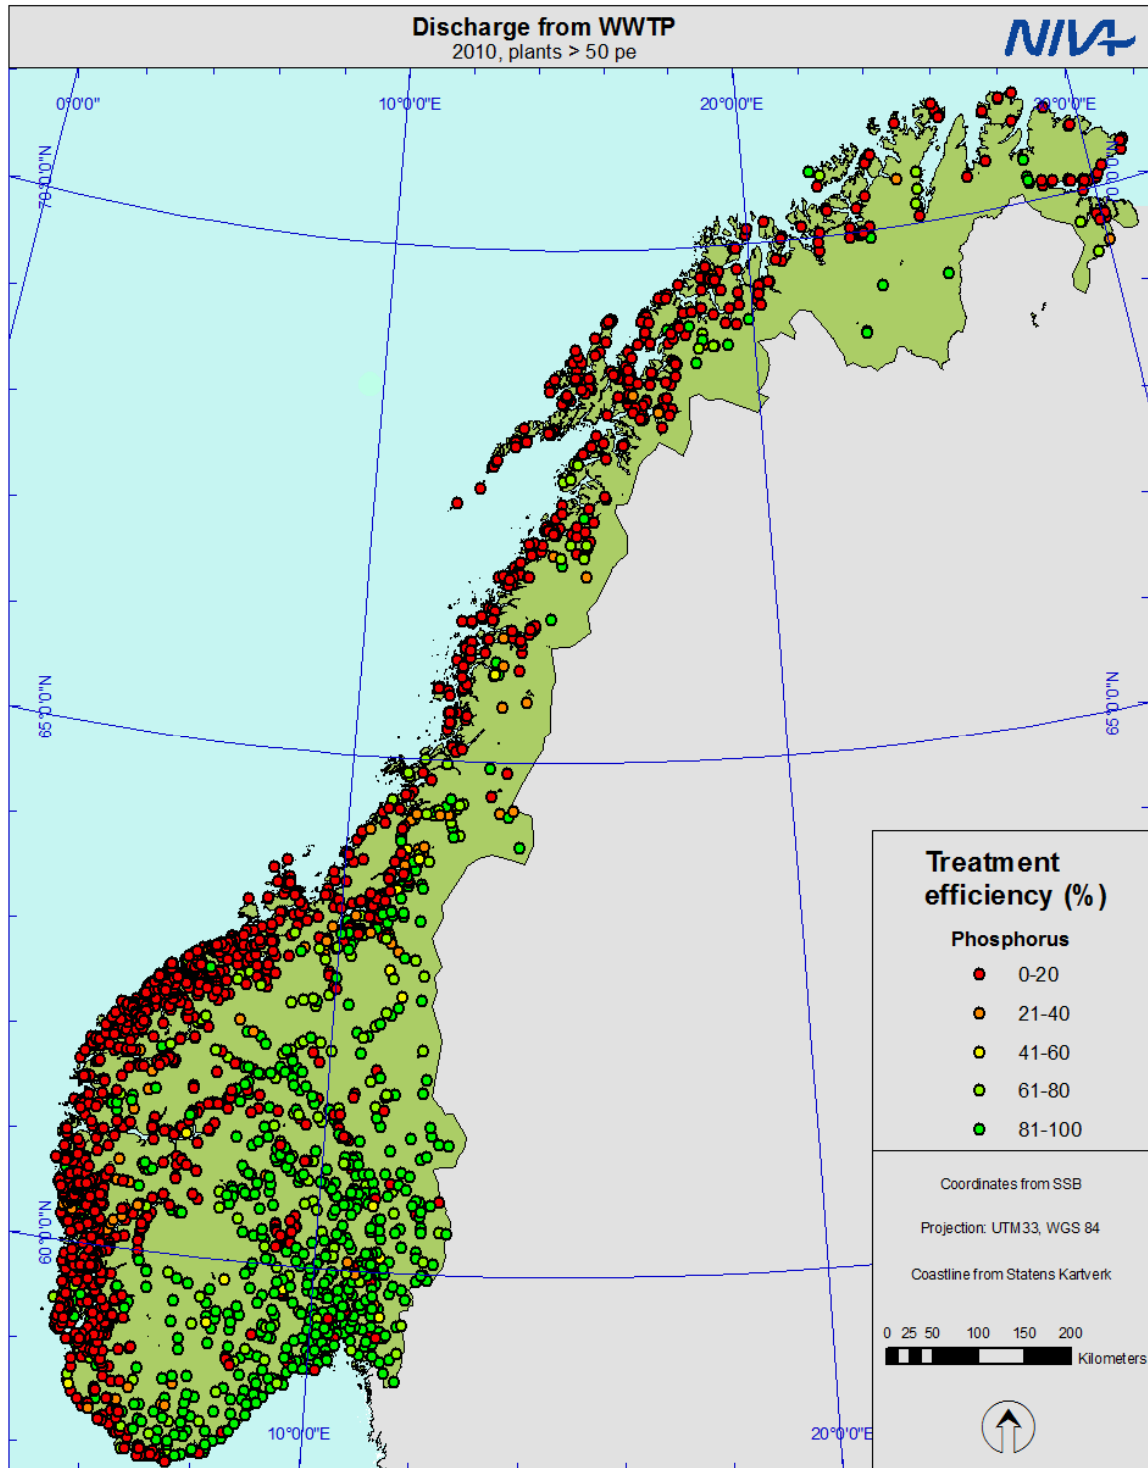 Discharge from WWTP
2010, plants > 50 pe
NIVA
0°0'0"
10°0'0"E
20°0'0"E
30°0'0"E
70°0'0"N
70°0'0"N
65°0'0"N
65°0'0"N
60°0'0"N
10°0'0"E
20°0'0"E
Treatment
efficiency (%)
Phosphorus
0-20
21-40
41-60
61-80
81-100
Coordinates from SSB
Projection: UTM33, WGS 84
Coastline from Statens Kartverk
0 25 50 100 150 200
Kilometers